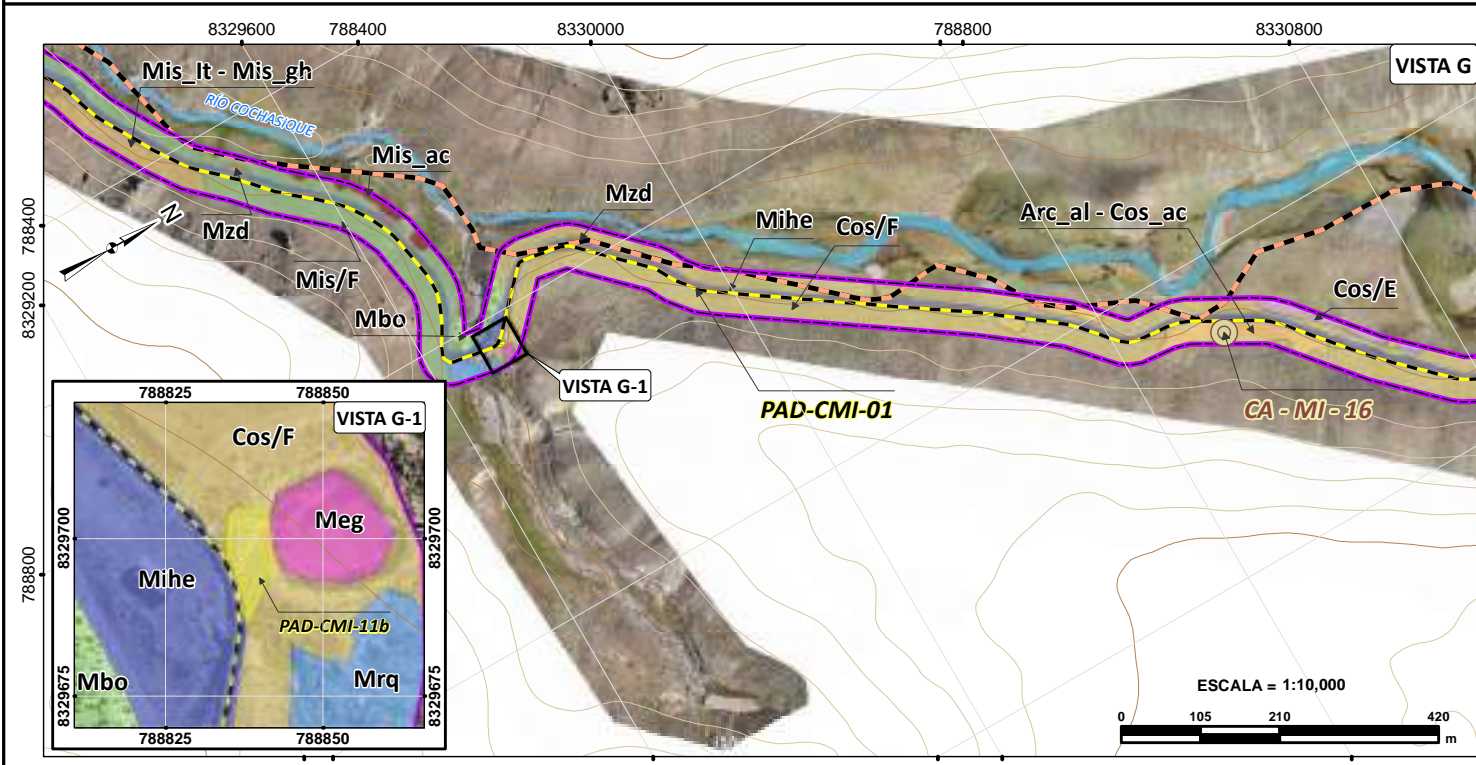 8329600
788400
8330000
788800
8330800
VISTA G
Mis_lt - Mis_gh
RÍO COCHASIQUE
Mis_ac
Mzd
Mihe
Cos/F
Arc_al - Cos_ac
788400
N
Mzd
Mis/F
Cos/E
8329200
Mbo
VISTA G-1
PAD-CMI-01
CA - MI - 16
788825
788850
VISTA G-1
Cos/F
8329700
Meg
8329700
Mihe
788800
PAD-CMI-11b
Mbo
Mrq
8329675
8329675
788825
788850
ESCALA = 1:10,000
0
105
210
420
m